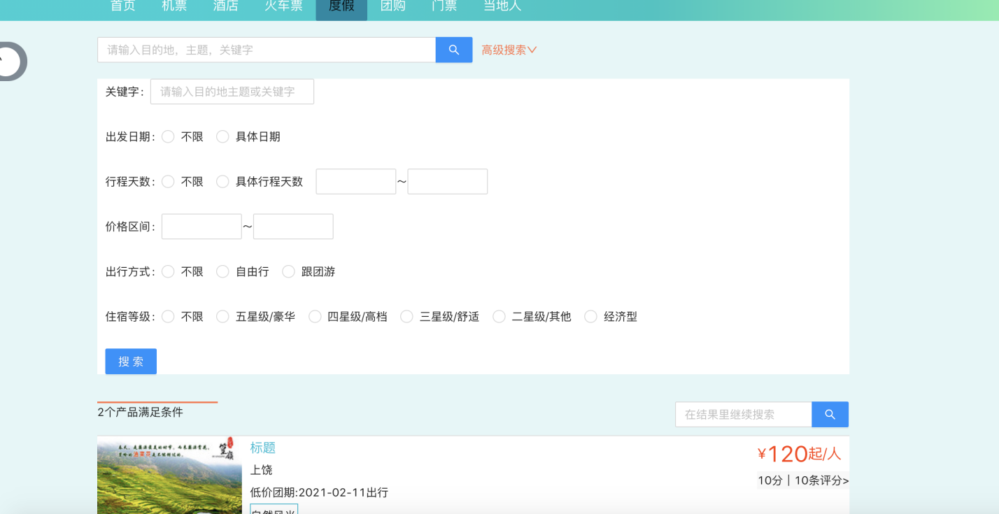 首页 机票 酒店 火车票 度假 团购 门票 当地人
请输入目的地，主题，关键字 高级搜索
关键字： 请输入目的地主题或关键字
出发日期： 不限 具体日期
行程天数： 不限 具体行程天数 ～
价格区间： ～
出行方式： 不限 自由行 跟团游
住宿等级： 不限 五星级/豪华 四星级/高档 三星级/舒适 二星级/其他 经济型
搜 索
2个产品满足条件 在结果里继续搜索
篁岭
标题 ¥120起/人
上饶 10分 | 10条评分>
低价团期:2021-02-11出行
自然风光